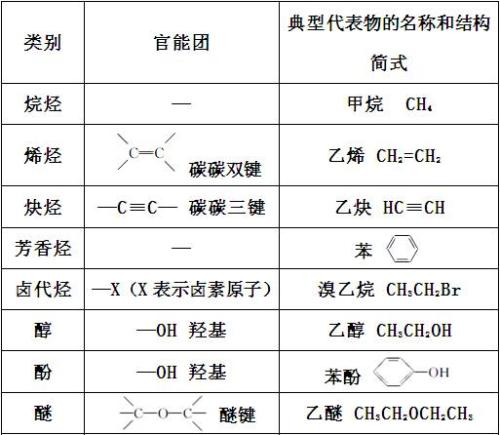 类别 官能团 典型代表物的名称和结构简式
烷烃 — 甲烷 CH₄
烯烃 C=C 碳碳双键 乙烯 CH₂=CH₂
炔烃 —C≡C— 碳碳三键 乙炔 HC≡CH
芳香烃 — 苯
卤代烃 —X（X 表示卤素原子） 溴乙烷 CH₃CH₂Br
醇 —OH 羟基 乙醇 CH₃CH₂OH
酚 —OH 羟基 苯酚 —OH
醚 —C—O—C— 醚键 乙醚 CH₃CH₂OCH₂CH₃